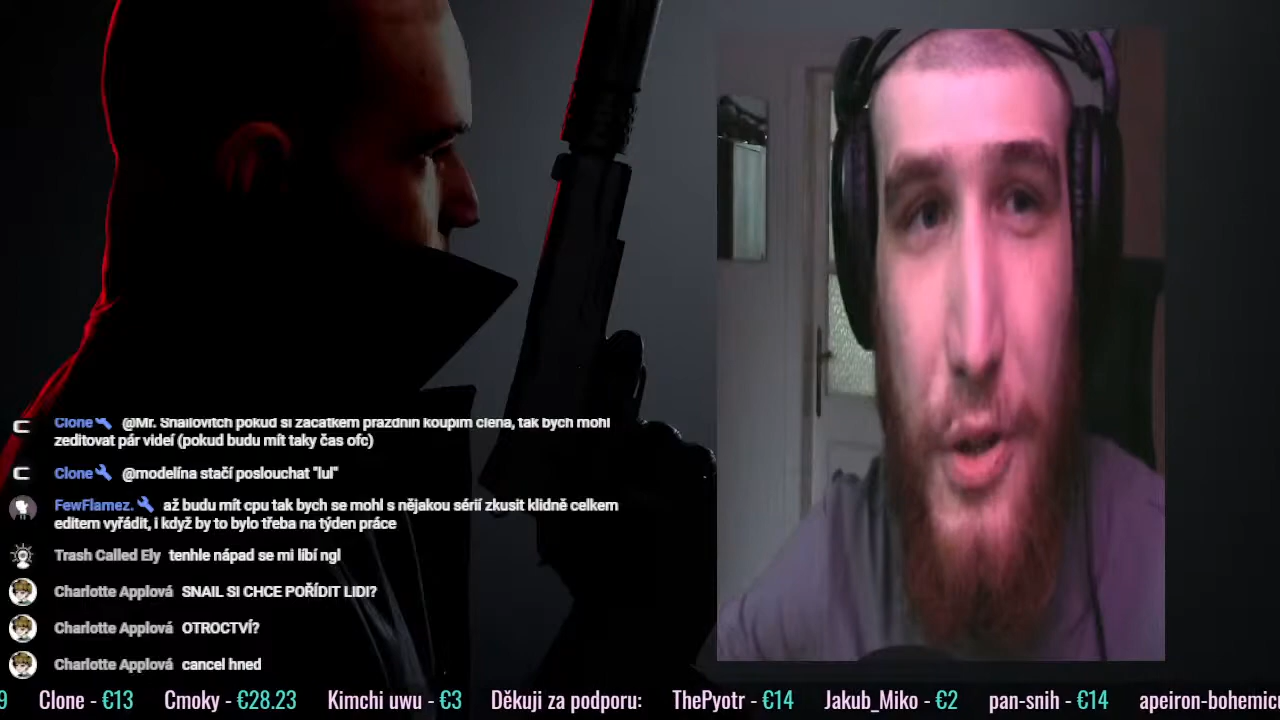 Clone @Mr. Snailovitch pokud si začátkem prázdnin koupím člena, tak bych mohl
zeditovat pár videí (pokud budu mít taky čas ofc)
Clone @modelína stačí poslouchat "lul"
FewFlamez. až budu mít cpu tak bych se mohl s nějakou sérií zkusit klidně celkem
editem vyřádit, i když by to bylo třeba na týden práce
Trash Called Ely tenhle nápad se mi líbí ngl
Charlotte Applová SNAIL SI CHCE POŘÍDIT LIDI?
Charlotte Applová OTROCTVÍ?
Charlotte Applová cancel hned
9 Clone - €13 Cmoky - €28.23 Kimchi uwu - €3 Děkuji za podporu: ThePyotr - €14 Jakub_Miko - €2 pan-snih - €14 apeiron-bohemic